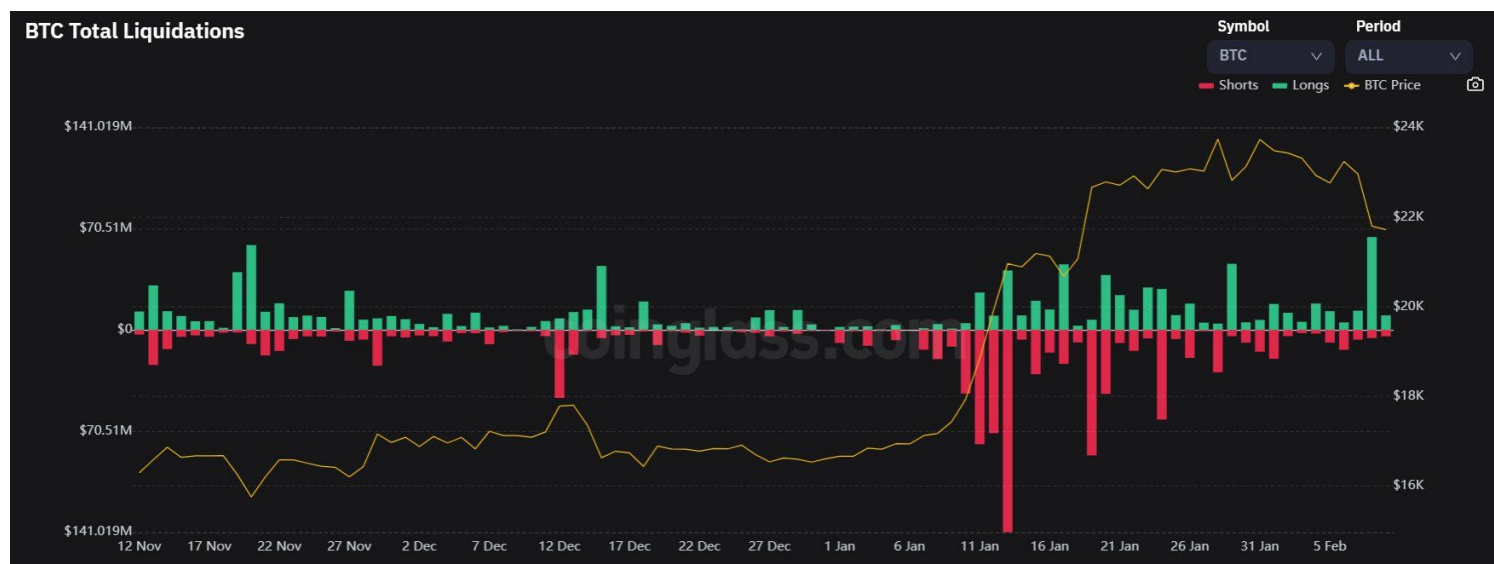 BTC Total Liquidations
Symbol Period
BTC ALL
Shorts Longs BTC Price
$141.019M $24K
$70.51M $22K
$20K
$0
coinglass.com
$18K
$70.51M
$16K
$141.019M
12 Nov 17 Nov 22 Nov 27 Nov 2 Dec 7 Dec 12 Dec 17 Dec 22 Dec 27 Dec 1 Jan 6 Jan 11 Jan 16 Jan 21 Jan 26 Jan 31 Jan 5 Feb